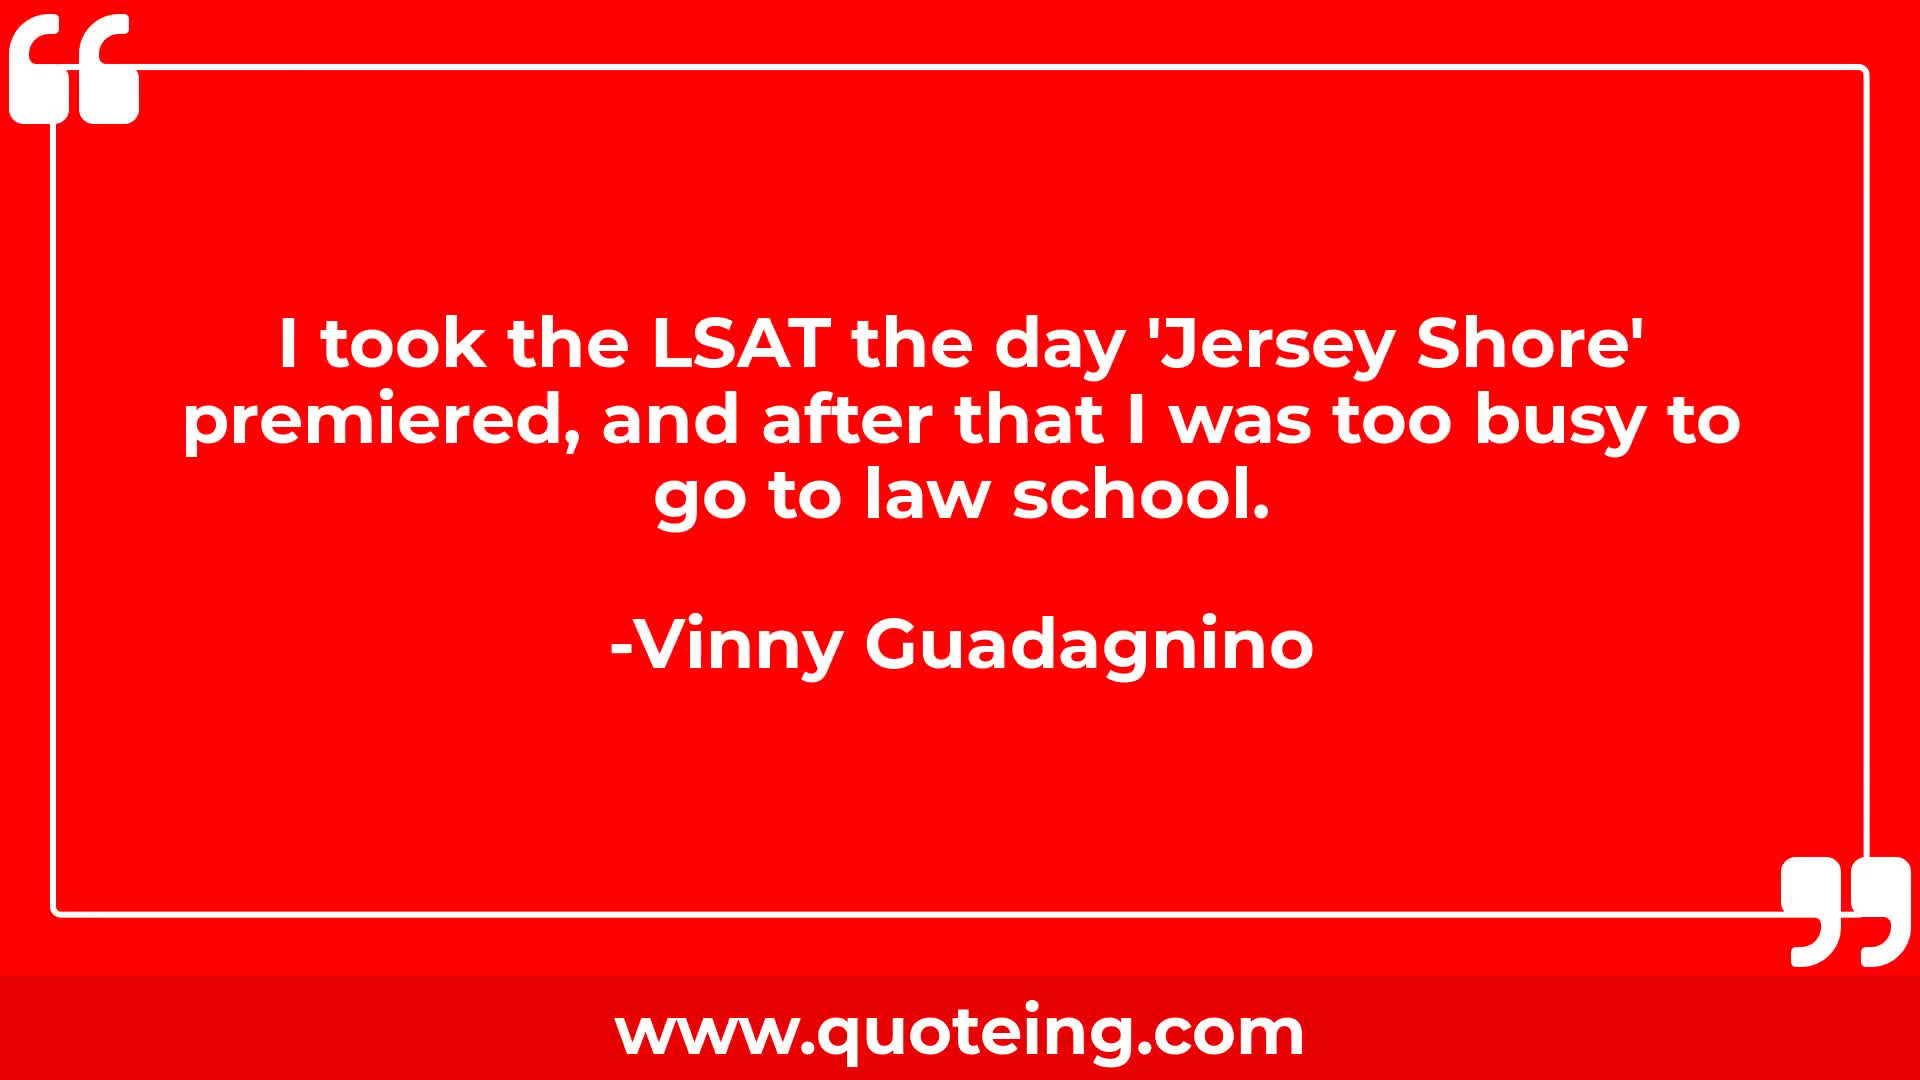 I took the LSAT the day 'Jersey Shore'
premiered, and after that I was too busy to
go to law school.
-Vinny Guadagnino
www.quoteing.com